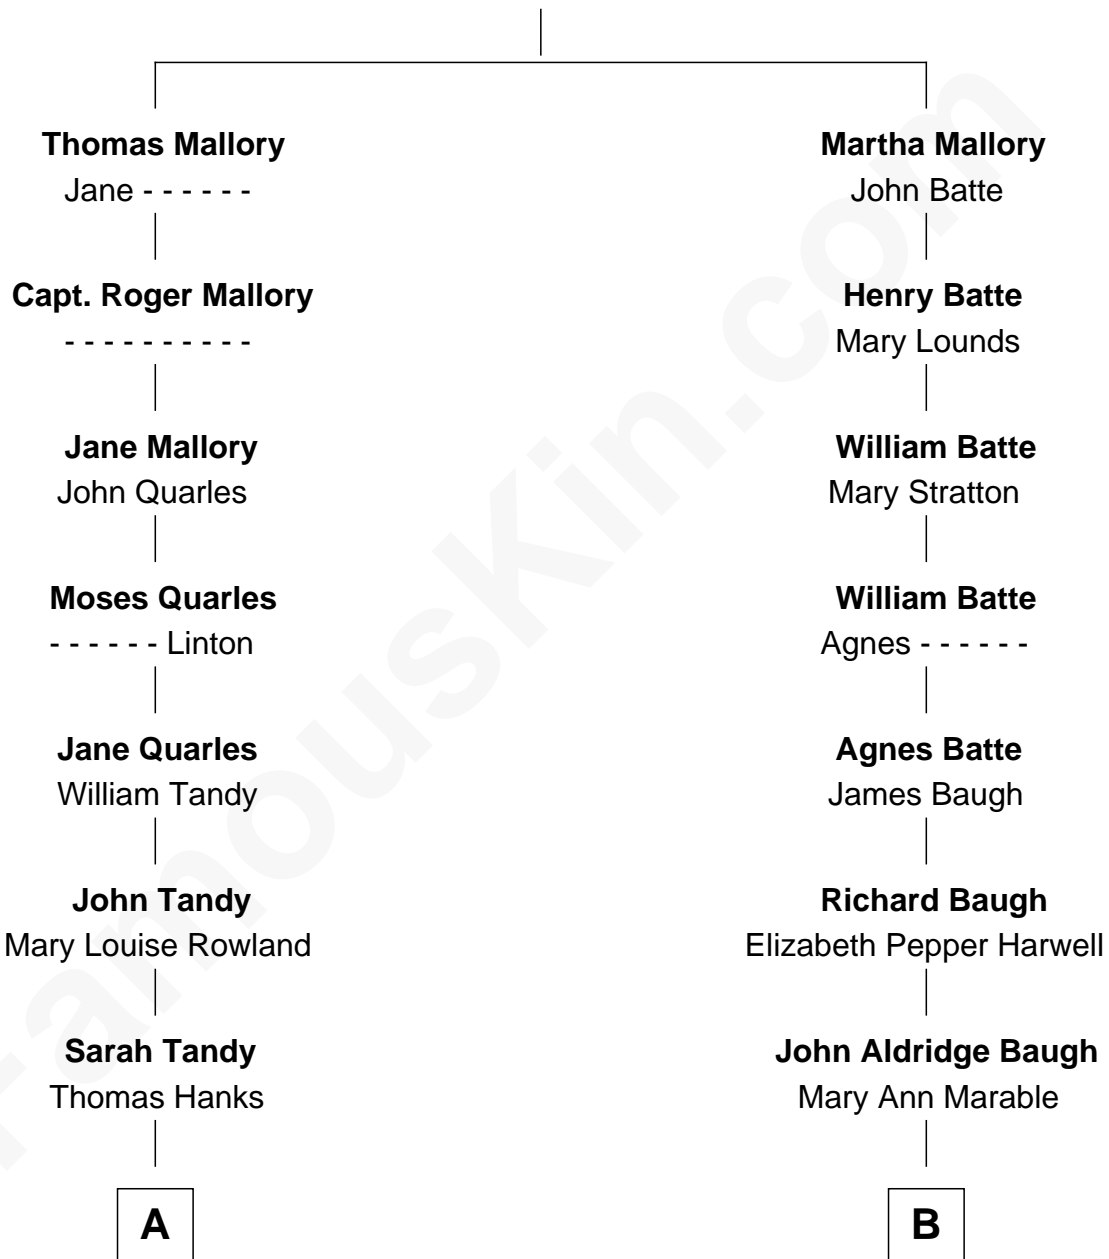 Thomas Mallory
Jane - - - - - -
Capt. Roger Mallory
- - - - - - - - - -
Jane Mallory
John Quarles
Moses Quarles
- - - - - - Linton
Jane Quarles
William Tandy
John Tandy
Mary Louise Rowland
Sarah Tandy
Thomas Hanks
A
Martha Mallory
John Batte
Henry Batte
Mary Lounds
William Batte
Mary Stratton
William Batte
Agnes - - - - - -
Agnes Batte
James Baugh
Richard Baugh
Elizabeth Pepper Harwell
John Aldridge Baugh
Mary Ann Marable
B
FamousKin.com